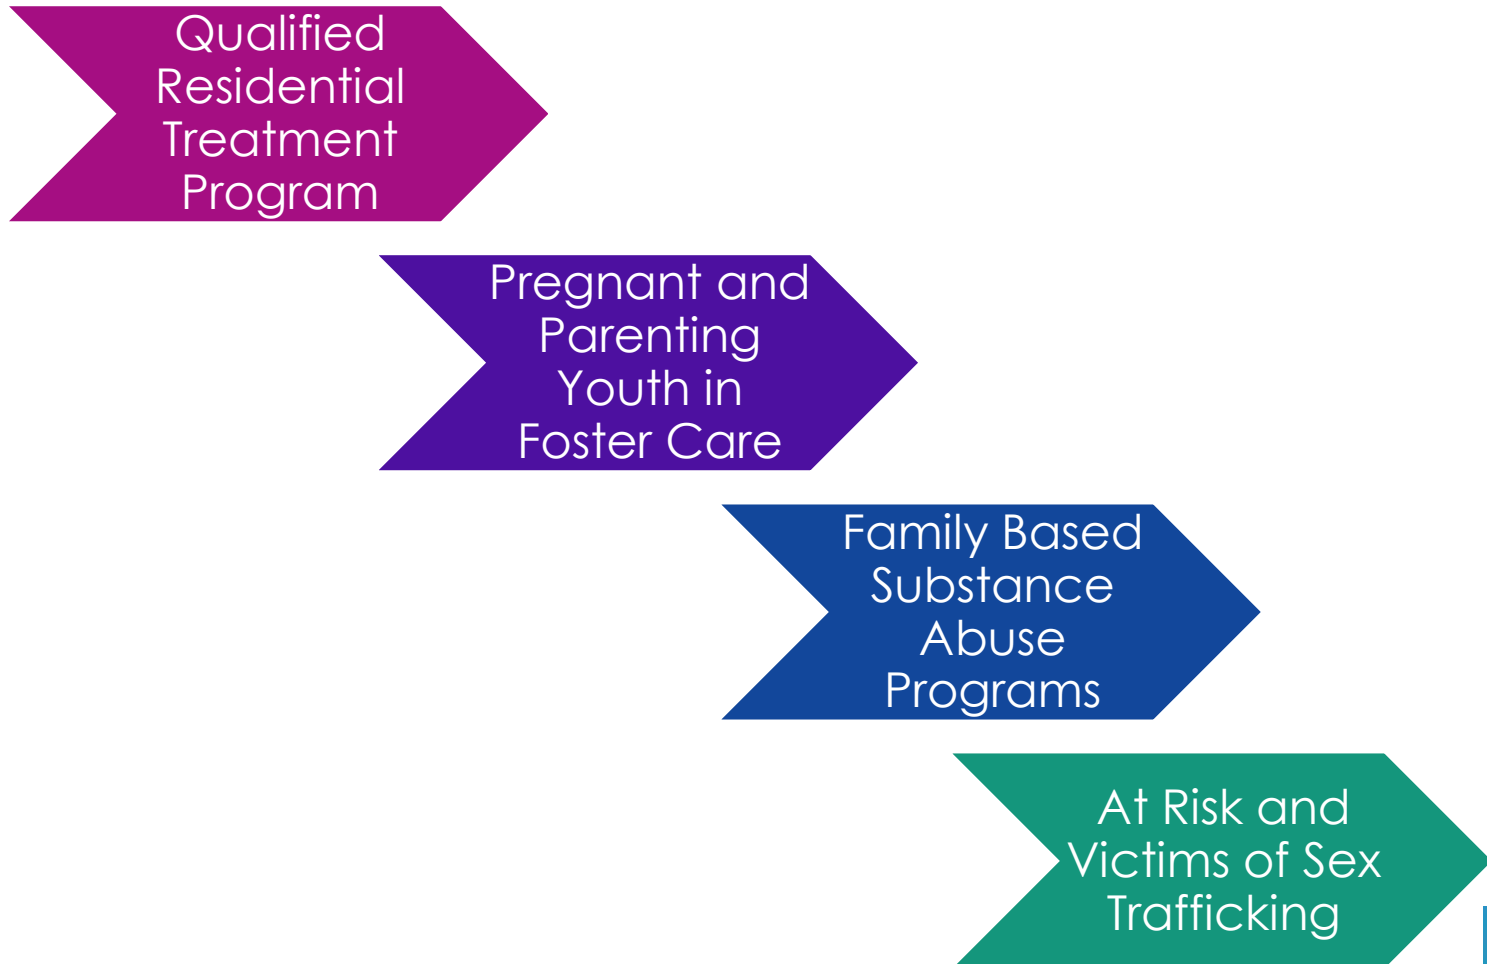 Qualified
Residential
Treatment
Program
Pregnant and
Parenting
Youth in
Foster Care
Family Based
Substance
Abuse
Programs
At Risk and
Victims of Sex
Trafficking